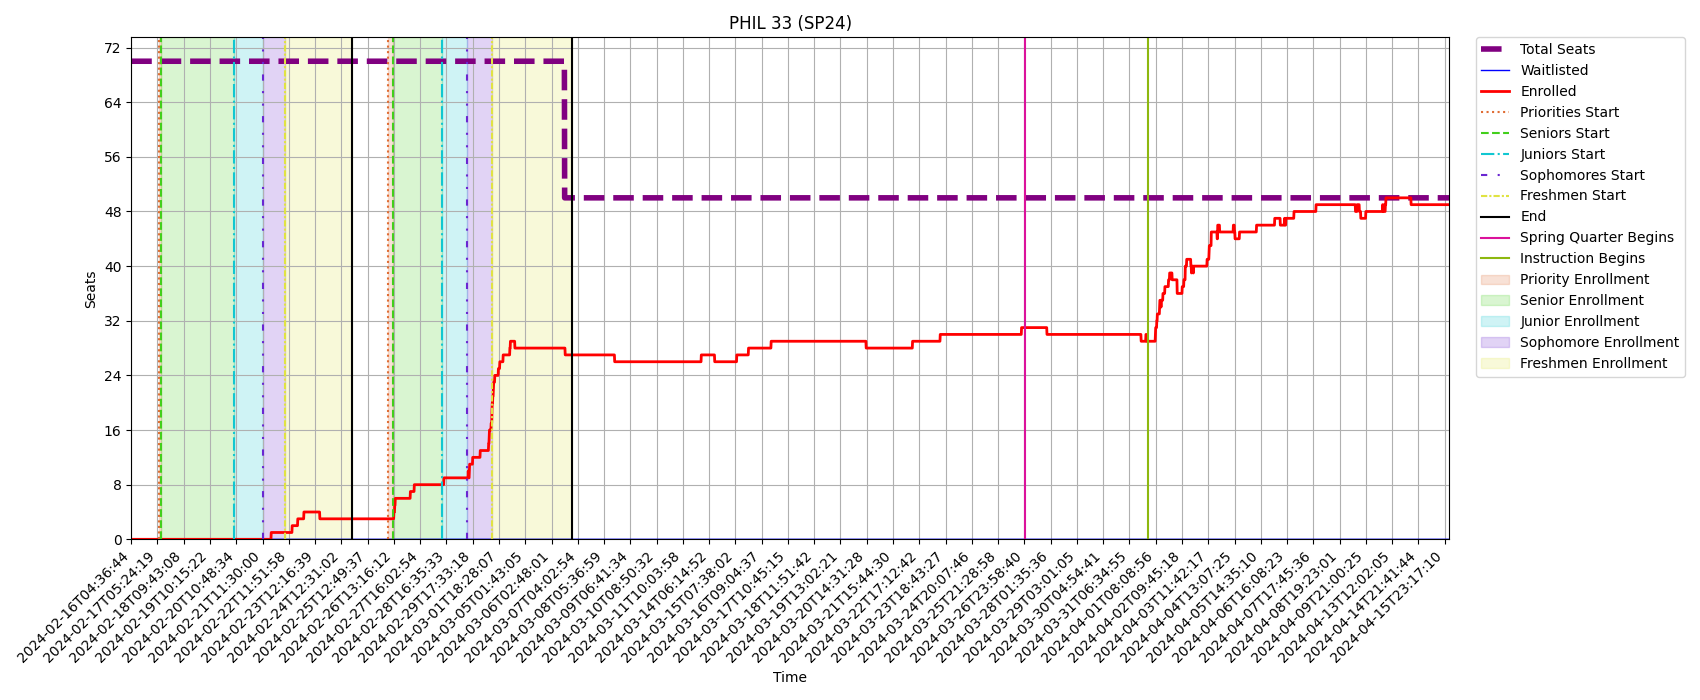 PHIL 33 (SP24)
72
64
56
48
40
32
24
16
8
0
Seats
2024-02-16T04:36:44
2024-02-17T05:24:19
2024-02-18T09:43:08
2024-02-19T10:15:22
2024-02-20T10:48:34
2024-02-21T11:30:00
2024-02-22T11:51:58
2024-02-23T12:16:39
2024-02-24T12:31:02
2024-02-25T12:49:37
2024-02-26T13:16:12
2024-02-27T16:02:54
2024-02-28T16:35:33
2024-02-29T17:33:18
2024-03-01T18:28:07
2024-03-05T01:43:05
2024-03-06T02:48:01
2024-03-07T04:02:54
2024-03-08T05:36:59
2024-03-09T06:41:34
2024-03-10T08:50:32
2024-03-11T10:03:58
2024-03-14T06:14:52
2024-03-15T07:38:02
2024-03-16T09:04:37
2024-03-17T10:45:15
2024-03-18T11:51:42
2024-03-19T13:02:21
2024-03-20T14:31:28
2024-03-21T15:44:30
2024-03-22T17:12:42
2024-03-23T18:43:27
2024-03-24T20:07:46
2024-03-25T21:28:58
2024-03-26T23:58:40
2024-03-28T01:35:36
2024-03-29T03:01:05
2024-03-30T04:54:41
2024-03-31T06:34:55
2024-04-01T08:08:56
2024-04-02T09:45:18
2024-04-03T11:42:17
2024-04-04T13:07:25
2024-04-05T14:35:10
2024-04-06T16:08:23
2024-04-07T17:45:36
2024-04-08T19:23:01
2024-04-09T21:00:25
2024-04-13T12:02:05
2024-04-14T21:41:44
2024-04-15T23:17:10
Time
Total Seats
Waitlisted
Enrolled
Priorities Start
Seniors Start
Juniors Start
Sophomores Start
Freshmen Start
End
Spring Quarter Begins
Instruction Begins
Priority Enrollment
Senior Enrollment
Junior Enrollment
Sophomore Enrollment
Freshmen Enrollment